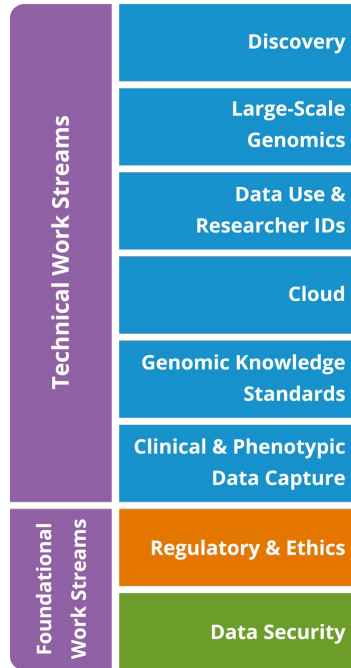 Technical Work Streams
Discovery
Large-Scale
Genomics
Data Use &
Researcher IDs
Cloud
Genomic Knowledge
Standards
Clinical & Phenotypic
Data Capture
Foundational
Work Streams
Regulatory & Ethics
Data Security